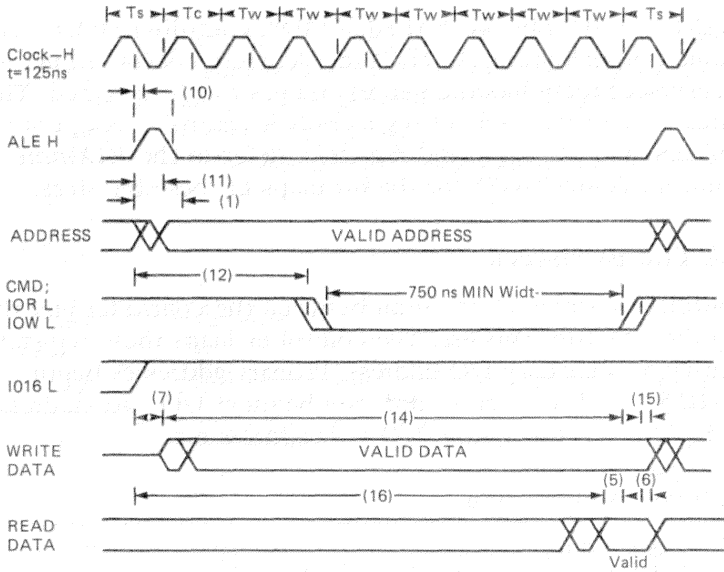 Ts Tc Tw Tw Tw Tw Tw Tw Tw Ts
Clock–H
t=125ns
(10)
ALE H
(11)
(1)
ADDRESS VALID ADDRESS
(12)
CMD;
IOR L
IOW L
750 ns MIN Widt-
I016 L
(7) (14) (15)
WRITE
DATA
VALID DATA
(16) (5) (6)
READ
DATA
Valid